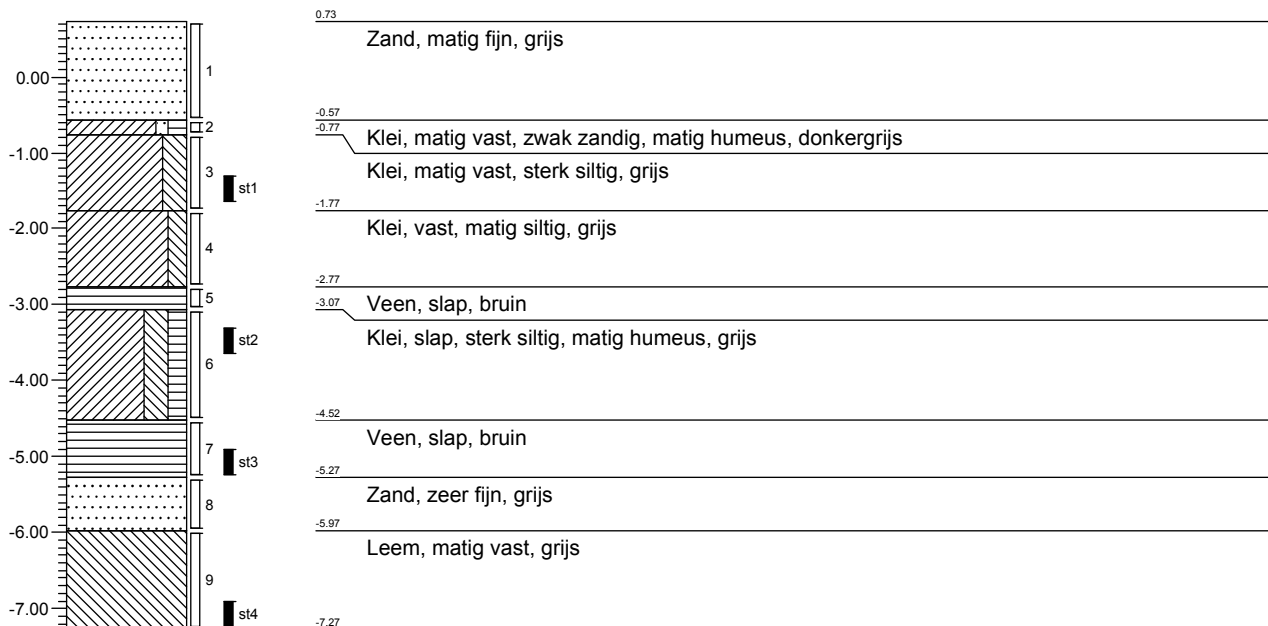 0.73
Zand, matig fijn, grijs
0.00
1
-0.57
2
-0.77
Klei, matig vast, zwak zandig, matig humeus, donkergrijs
-1.00
3
st1
Klei, matig vast, sterk siltig, grijs
-1.77
-2.00
4
Klei, vast, matig siltig, grijs
-2.77
-3.00
5
-3.07
Veen, slap, bruin
st2
Klei, slap, sterk siltig, matig humeus, grijs
6
-4.00
-4.52
7
Veen, slap, bruin
-5.00
st3
-5.27
8
Zand, zeer fijn, grijs
-5.97
-6.00
Leem, matig vast, grijs
9
-7.00
st4
-7.27